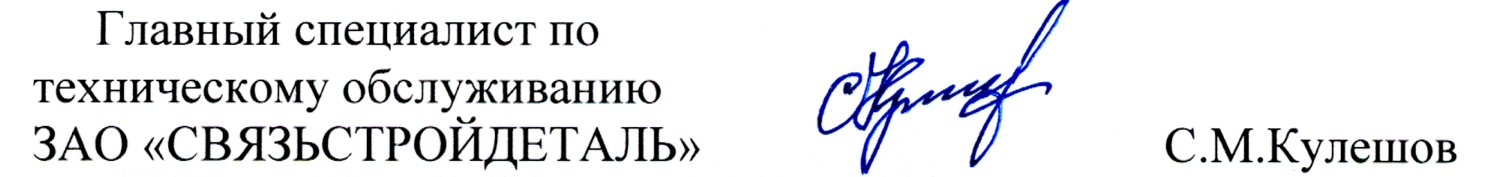 Главный специалист по
техническому обслуживанию
ЗАО «СВЯЗЬСТРОЙДЕТАЛЬ» С.М.Кулешов